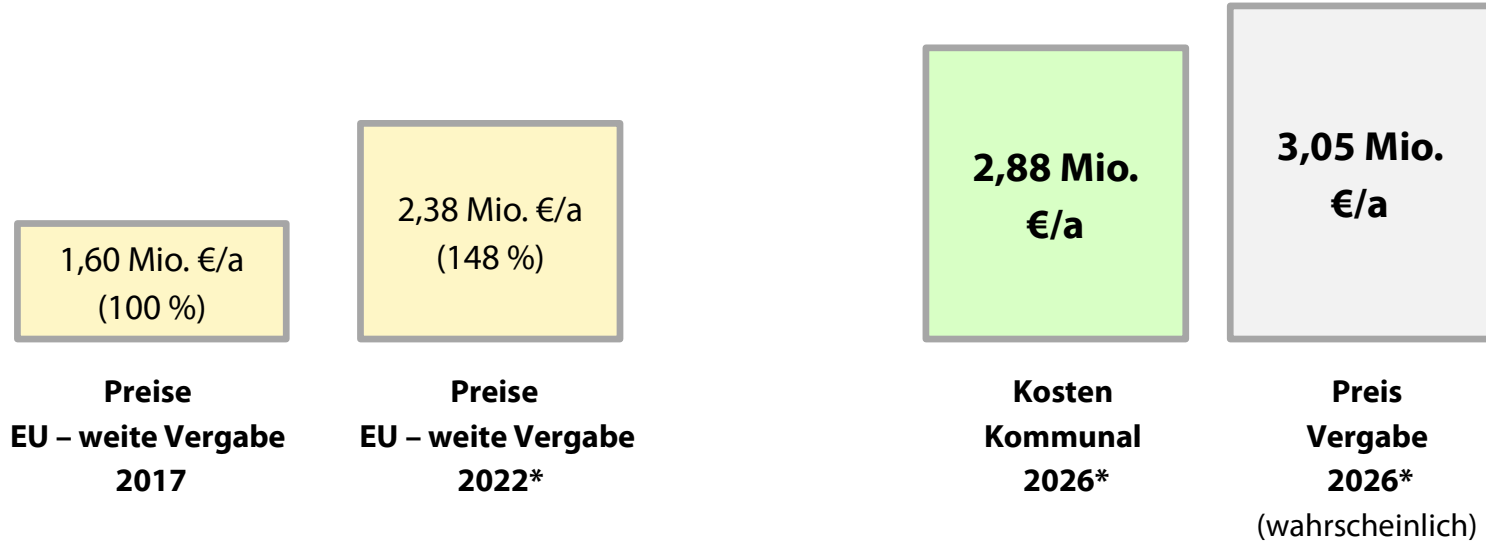 1,60 Mio. €/a
(100 %)
Preise
EU – weite Vergabe
2017
2,38 Mio. €/a
(148 %)
Preise
EU – weite Vergabe
2022*
2,88 Mio.
€/a
Kosten
Kommunal
2026*
3,05 Mio.
€/a
Preis
Vergabe
2026*
(wahrscheinlich)